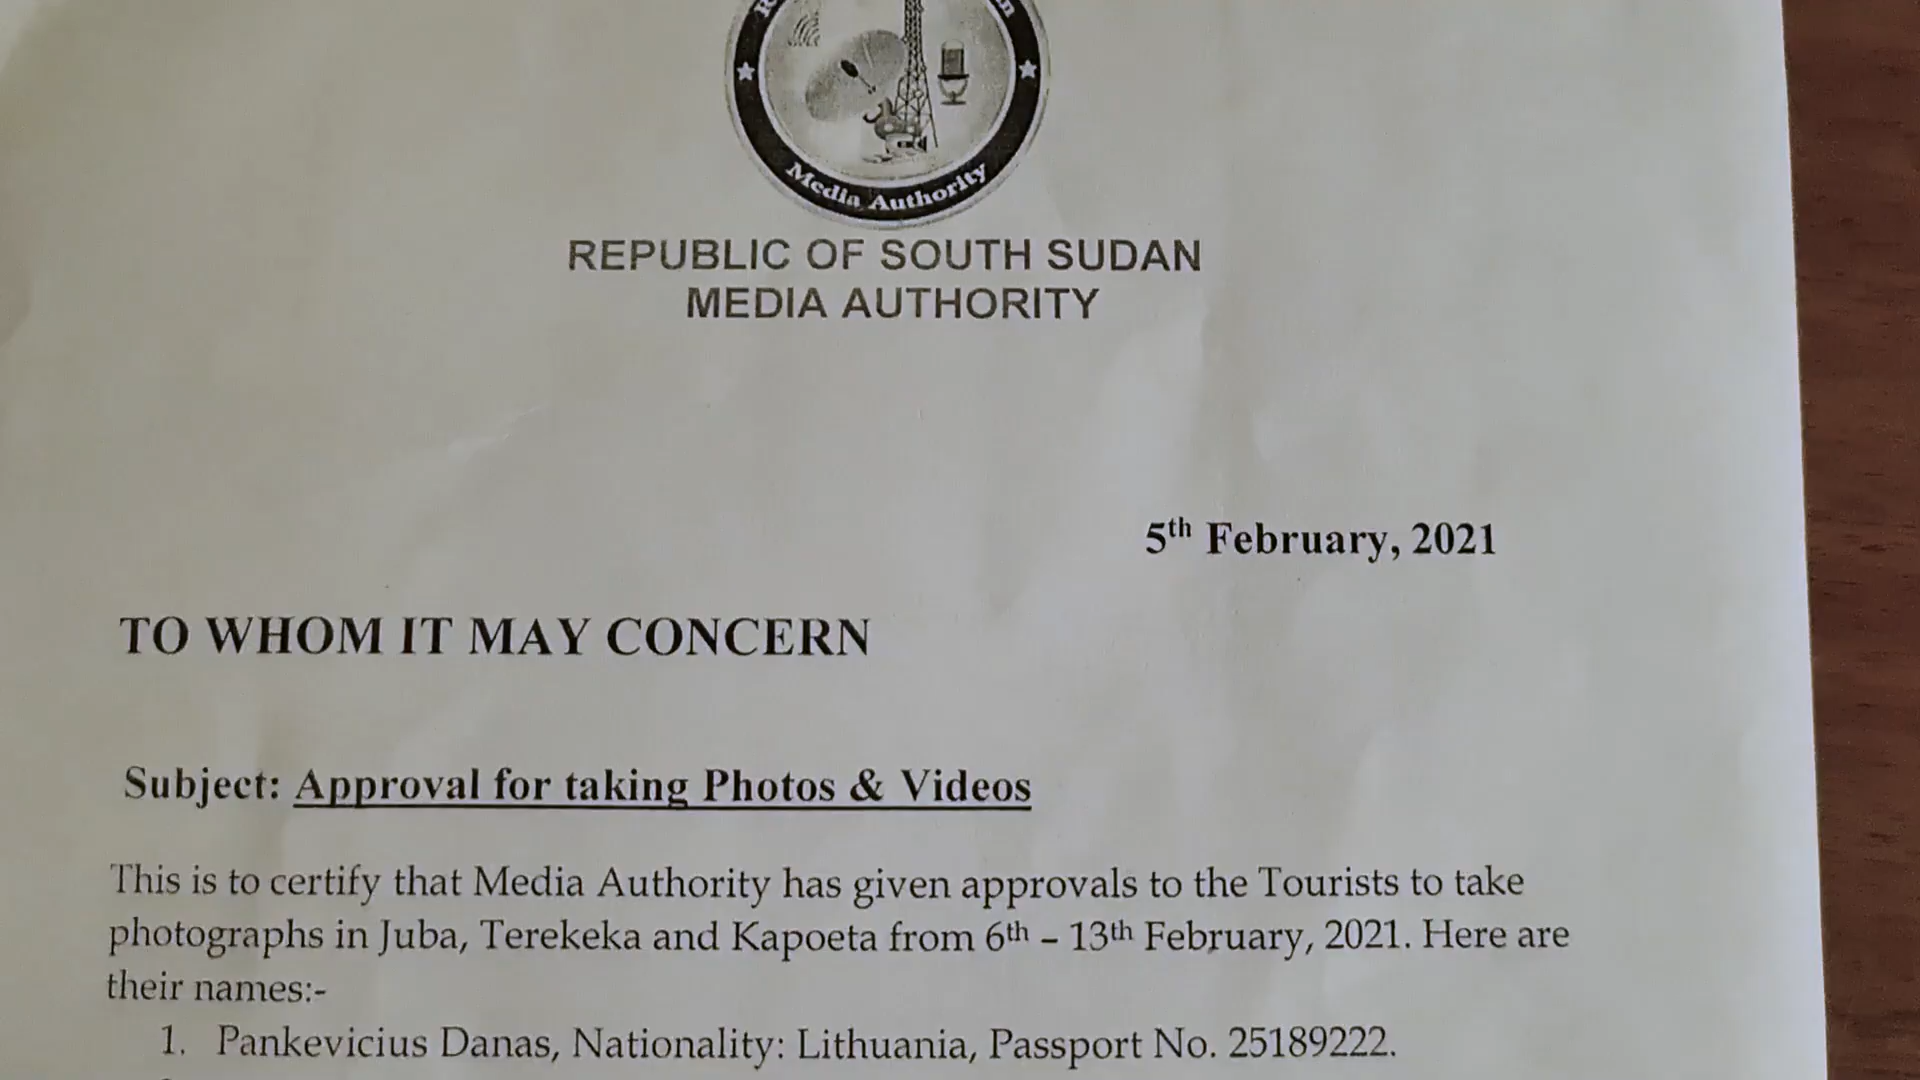 Media Authority
REPUBLIC OF SOUTH SUDAN
MEDIA AUTHORITY
5th February, 2021
TO WHOM IT MAY CONCERN
Subject: Approval for taking Photos & Videos
This is to certify that Media Authority has given approvals to the Tourists to take
photographs in Juba, Terekeka and Kapoeta from 6th – 13th February, 2021. Here are
their names:-
1. Pankevicius Danas, Nationality: Lithuania, Passport No. 25189222.